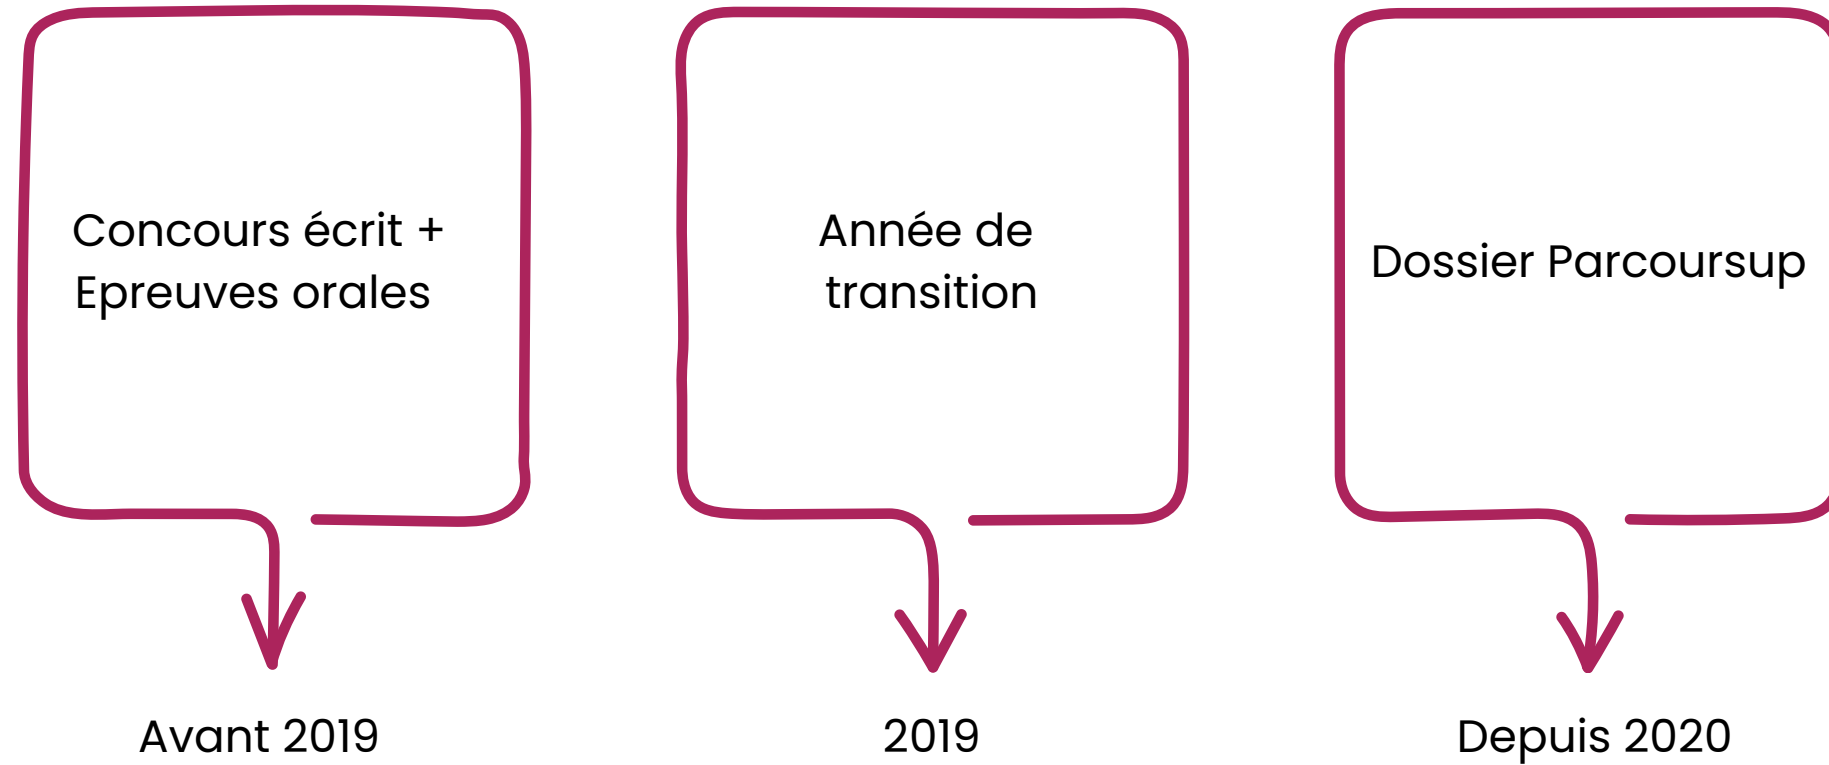 Concours écrit +
Epreuves orales
Année de
transition
Dossier Parcoursup
Avant 2019
2019
Depuis 2020